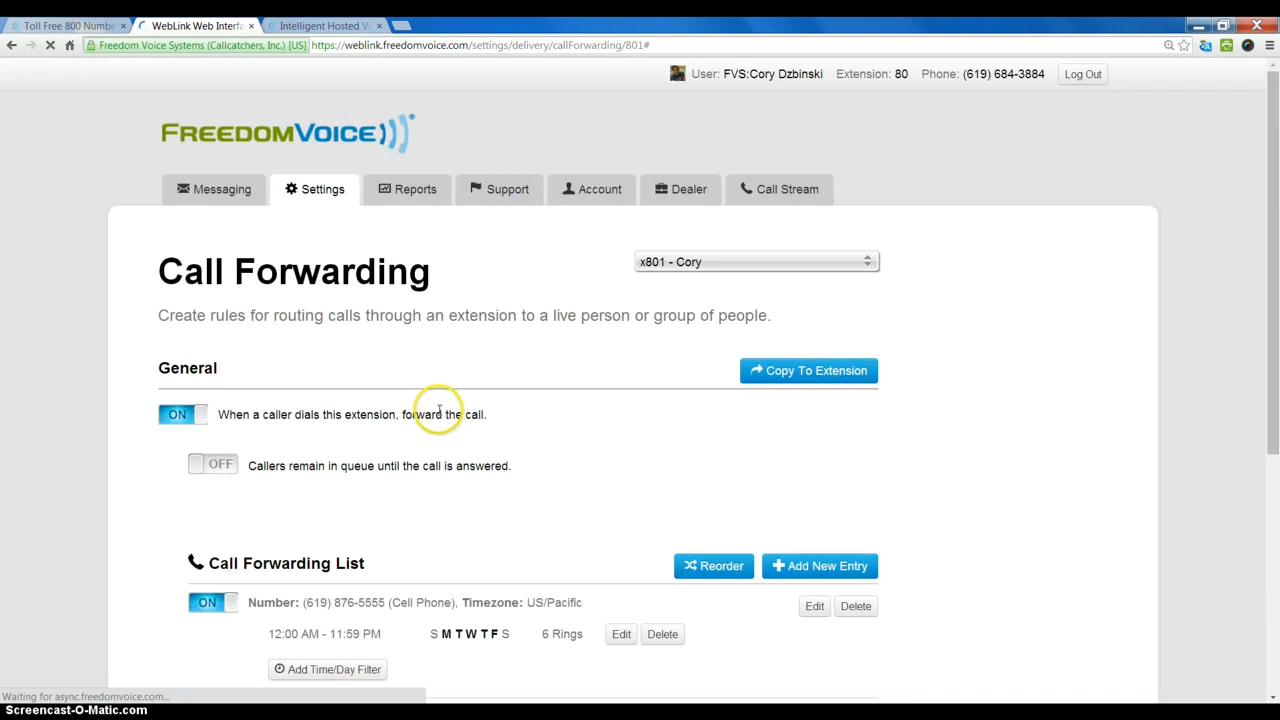 Toll Free 800 Numbe
WebLink Web Interfa
Intelligent Hosted Vo
Freedom Voice Systems (Callcatchers, Inc.) [US]
https://weblink.freedomvoice.com/settings/delivery/callForwarding/801#
User: FVS:Cory Dzbinski Extension: 80 Phone: (619) 684-3884 Log Out
FREEDOMVOICE
Messaging Settings Reports Support Account Dealer Call Stream
Call Forwarding
x801 - Cory
Create rules for routing calls through an extension to a live person or group of people.
General
Copy To Extension
ON When a caller dials this extension, forward the call.
OFF Callers remain in queue until the call is answered.
Call Forwarding List
Reorder Add New Entry
ON Number: (619) 876-5555 (Cell Phone), Timezone: US/Pacific Edit Delete
12:00 AM - 11:59 PM S M T W T F S 6 Rings Edit Delete
Add Time/Day Filter
Waiting for async.freedomvoice.com...
Screencast-O-Matic.com